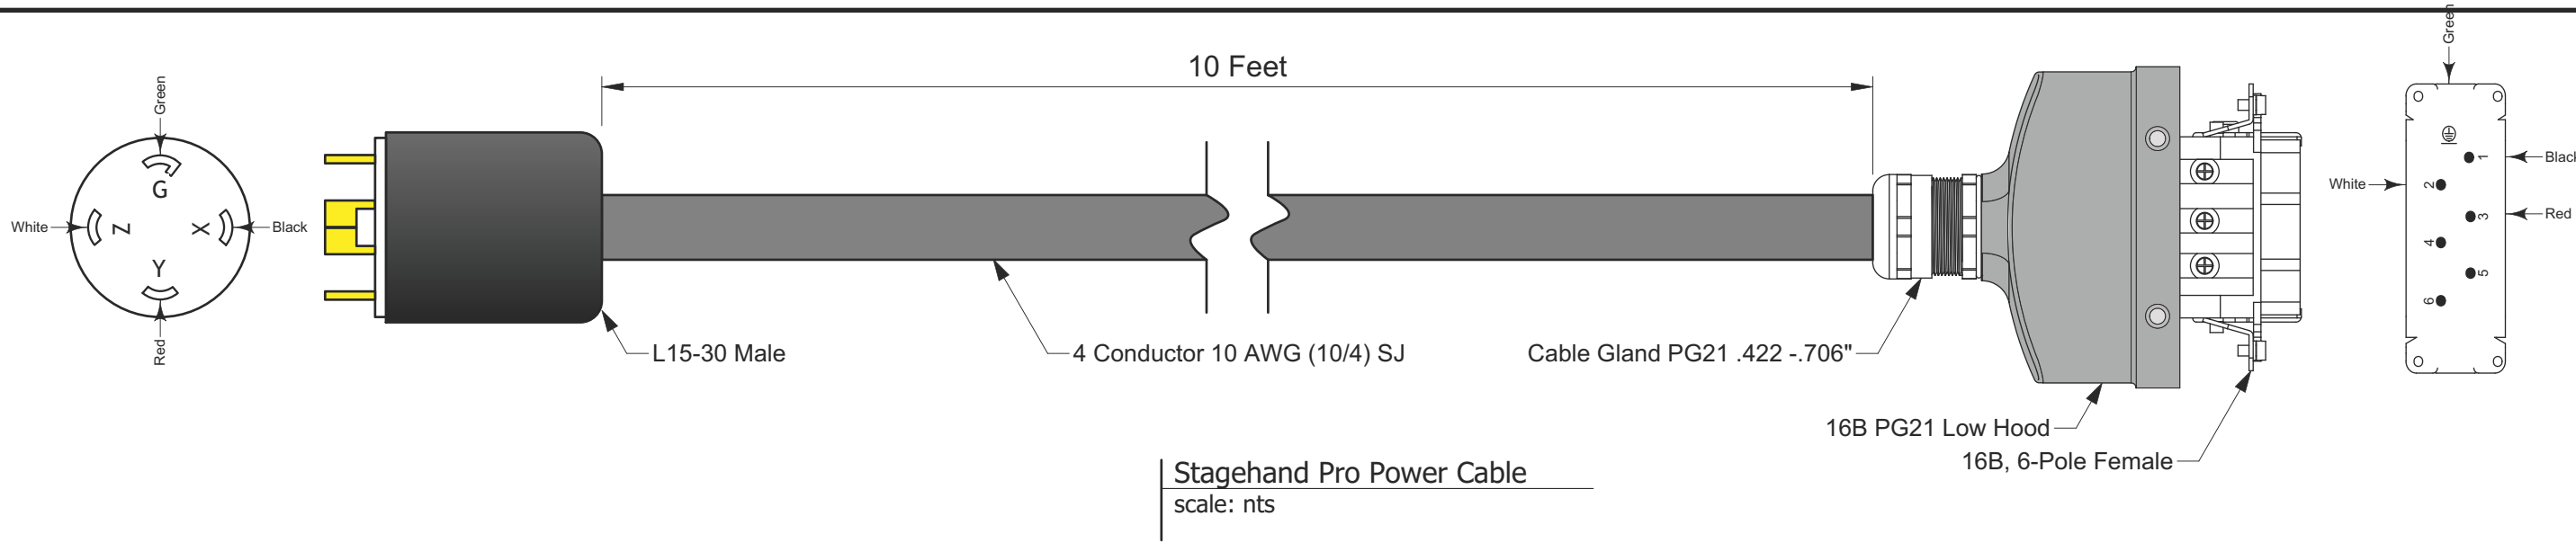 10 Feet
Green
G
White
Z
X
Black
Y
Red
L15-30 Male
4 Conductor 10 AWG (10/4) SJ
Cable Gland PG21 .422 -.706"
16B PG21 Low Hood
16B, 6-Pole Female
Green
1
Black
White
2
3
Red
4
5
6
Stagehand Pro Power Cable
scale: nts